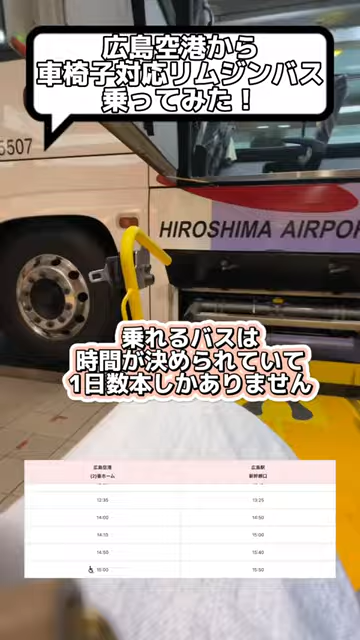 広島空港から
車椅子対応リムジンバス
乗ってみた！
5507
HIROSHIMA AIRPOR
乗れるバスは
時間が決められていて
1日数本しかありません
広島空港 広島駅
(2)番ホーム 新幹線口
12:35 13:25
14:00 14:50
14:15 15:00
14:50 15:40
15:00 15:50